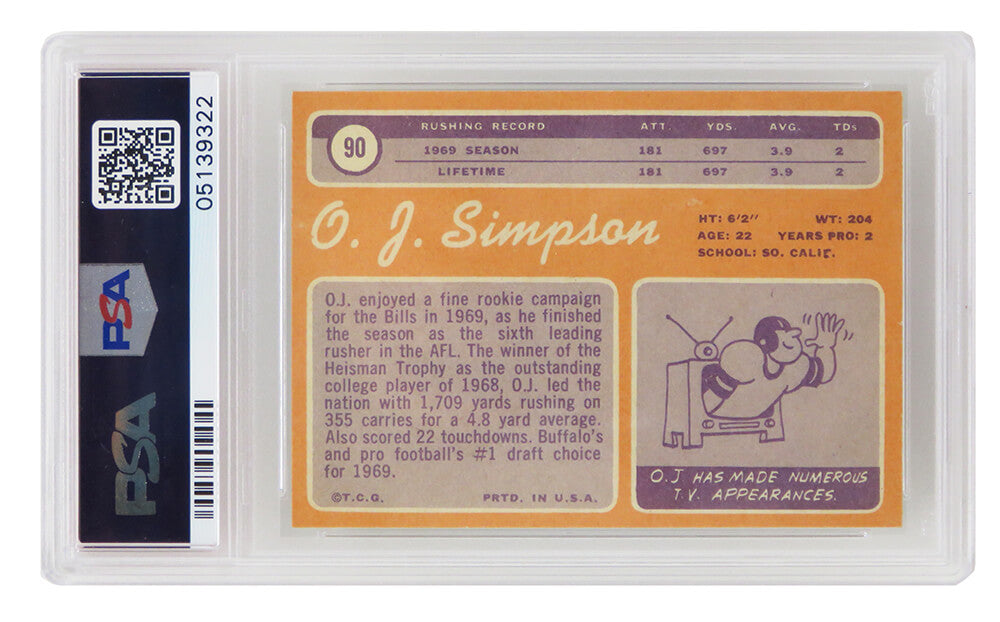 05139322
PSA
PSA
90
RUSHING RECORD ATT. YDS. AVG. TDs
1969 SEASON 181 697 3.9 2
LIFETIME 181 697 3.9 2
O. J. Simpson
HT: 6'2" WT: 204
AGE: 22 YEARS PRO: 2
SCHOOL: SO. CALIF.
O.J. enjoyed a fine rookie campaign
for the Bills in 1969, as he finished
the season as the sixth leading
rusher in the AFL. The winner of the
Heisman Trophy as the outstanding
college player of 1968, O.J. led the
nation with 1,709 yards rushing on
355 carries for a 4.8 yard average.
Also scored 22 touchdowns. Buffalo's
and pro football's #1 draft choice
for 1969.
©T.C.G. PRTD. IN U.S.A.
O.J HAS MADE NUMEROUS
T.V. APPEARANCES.